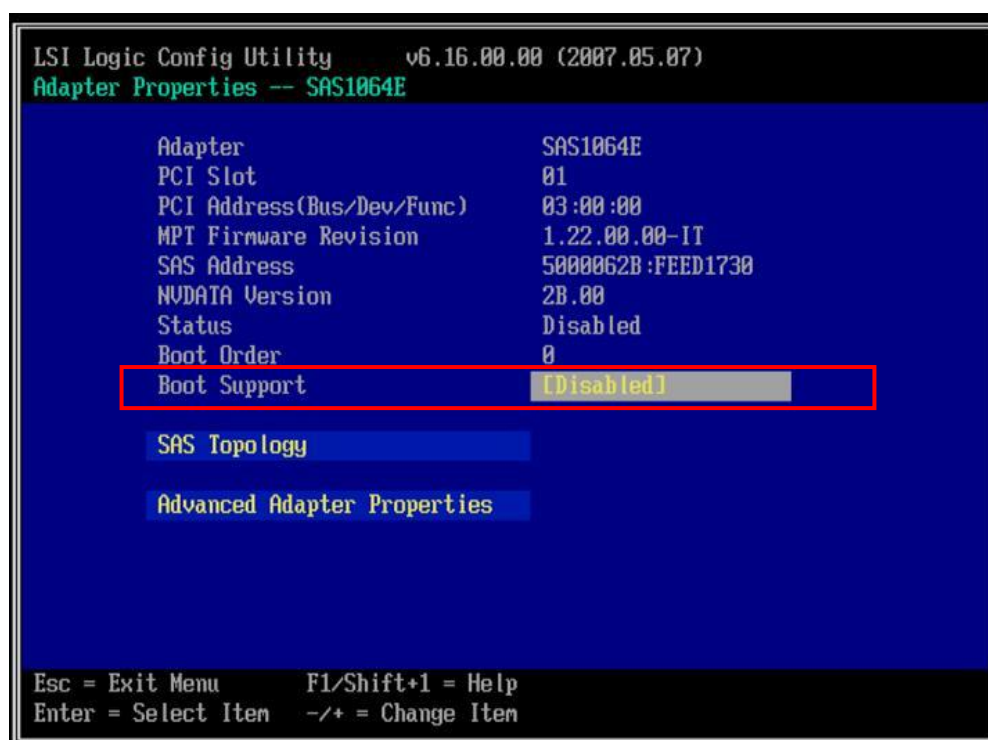 LSI Logic Config Utility v6.16.00.00 (2007.05.07)
Adapter Properties -- SAS1064E
Adapter SAS1064E
PCI Slot 01
PCI Address(Bus/Dev/Func) 03:00:00
MPT Firmware Revision 1.22.00.00-IT
SAS Address 5000062B:FEED1730
NVDATA Version 2B.00
Status Disabled
Boot Order 0
Boot Support [Disabled]
SAS Topology
Advanced Adapter Properties
Esc = Exit Menu F1/Shift+1 = Help
Enter = Select Item -/+ = Change Item